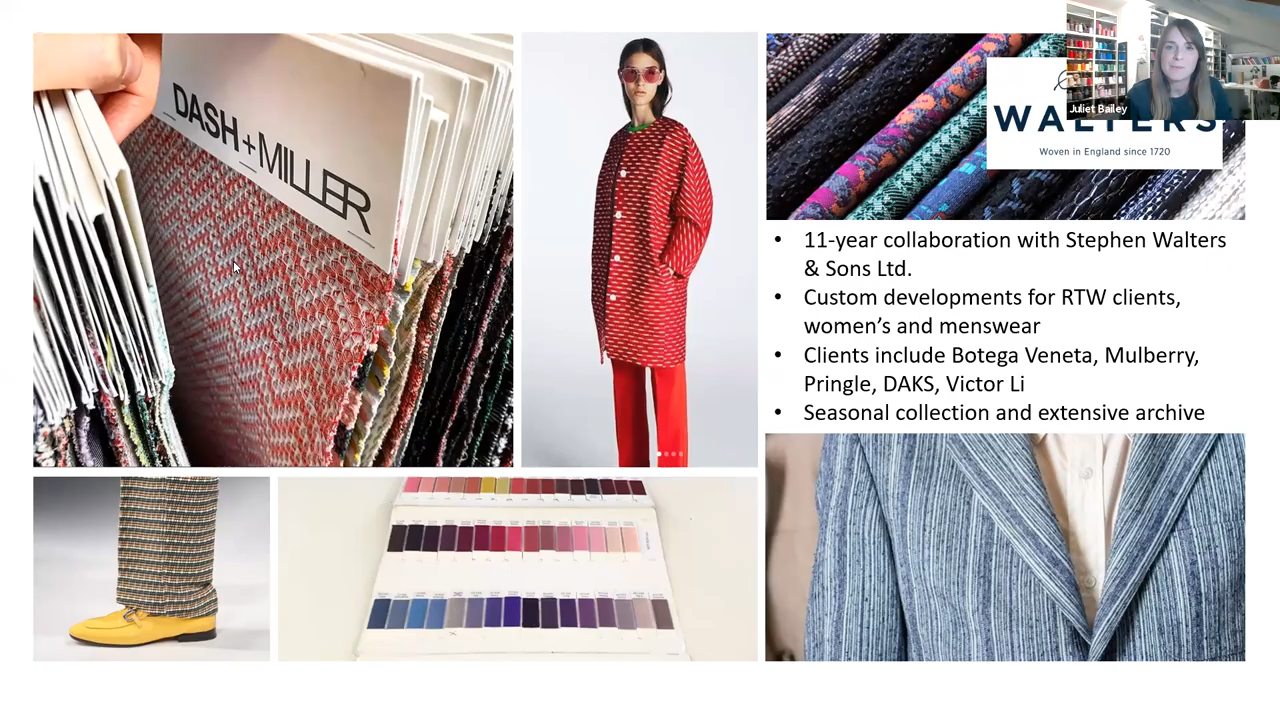 DASH+MILLER
Juliet Bailey
WALTERS
Woven in England since 1720
• 11-year collaboration with Stephen Walters
& Sons Ltd.
• Custom developments for RTW clients,
women’s and menswear
• Clients include Botega Veneta, Mulberry,
Pringle, DAKS, Victor Li
• Seasonal collection and extensive archive